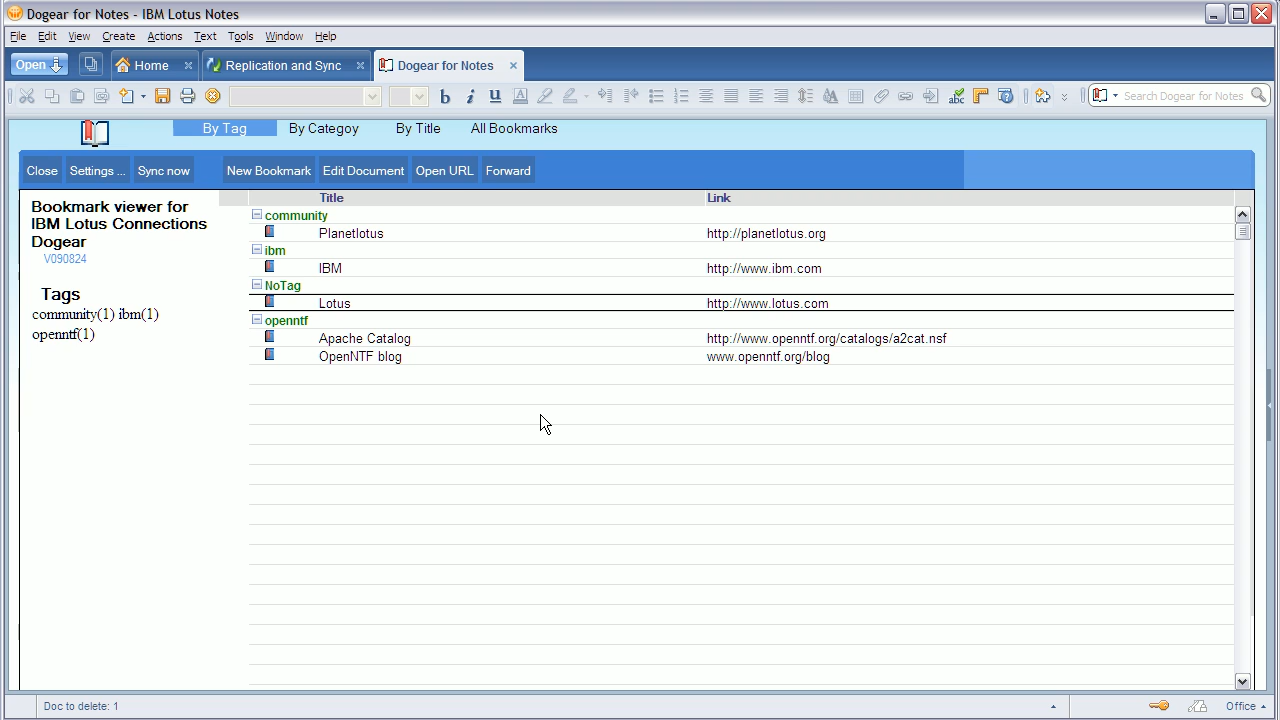 Dogear for Notes - IBM Lotus Notes
File Edit View Create Actions Text Tools Window Help
Open Home Replication and Sync Dogear for Notes
b i u Search Dogear for Notes
By Tag By Categoy By Title All Bookmarks
Close Settings ... Sync now New Bookmark Edit Document Open URL Forward
Bookmark viewer for
IBM Lotus Connections
Dogear
V090824
Tags
community(1) ibm(1)
openntf(1)
Title Link
community
Planetlotus http://planetlotus.org
ibm
IBM http://www.ibm.com
NoTag
Lotus http://www.lotus.com
openntf
Apache Catalog http://www.openntf.org/catalogs/a2cat.nsf
OpenNTF blog www.openntf.org/blog
Doc to delete: 1 Office